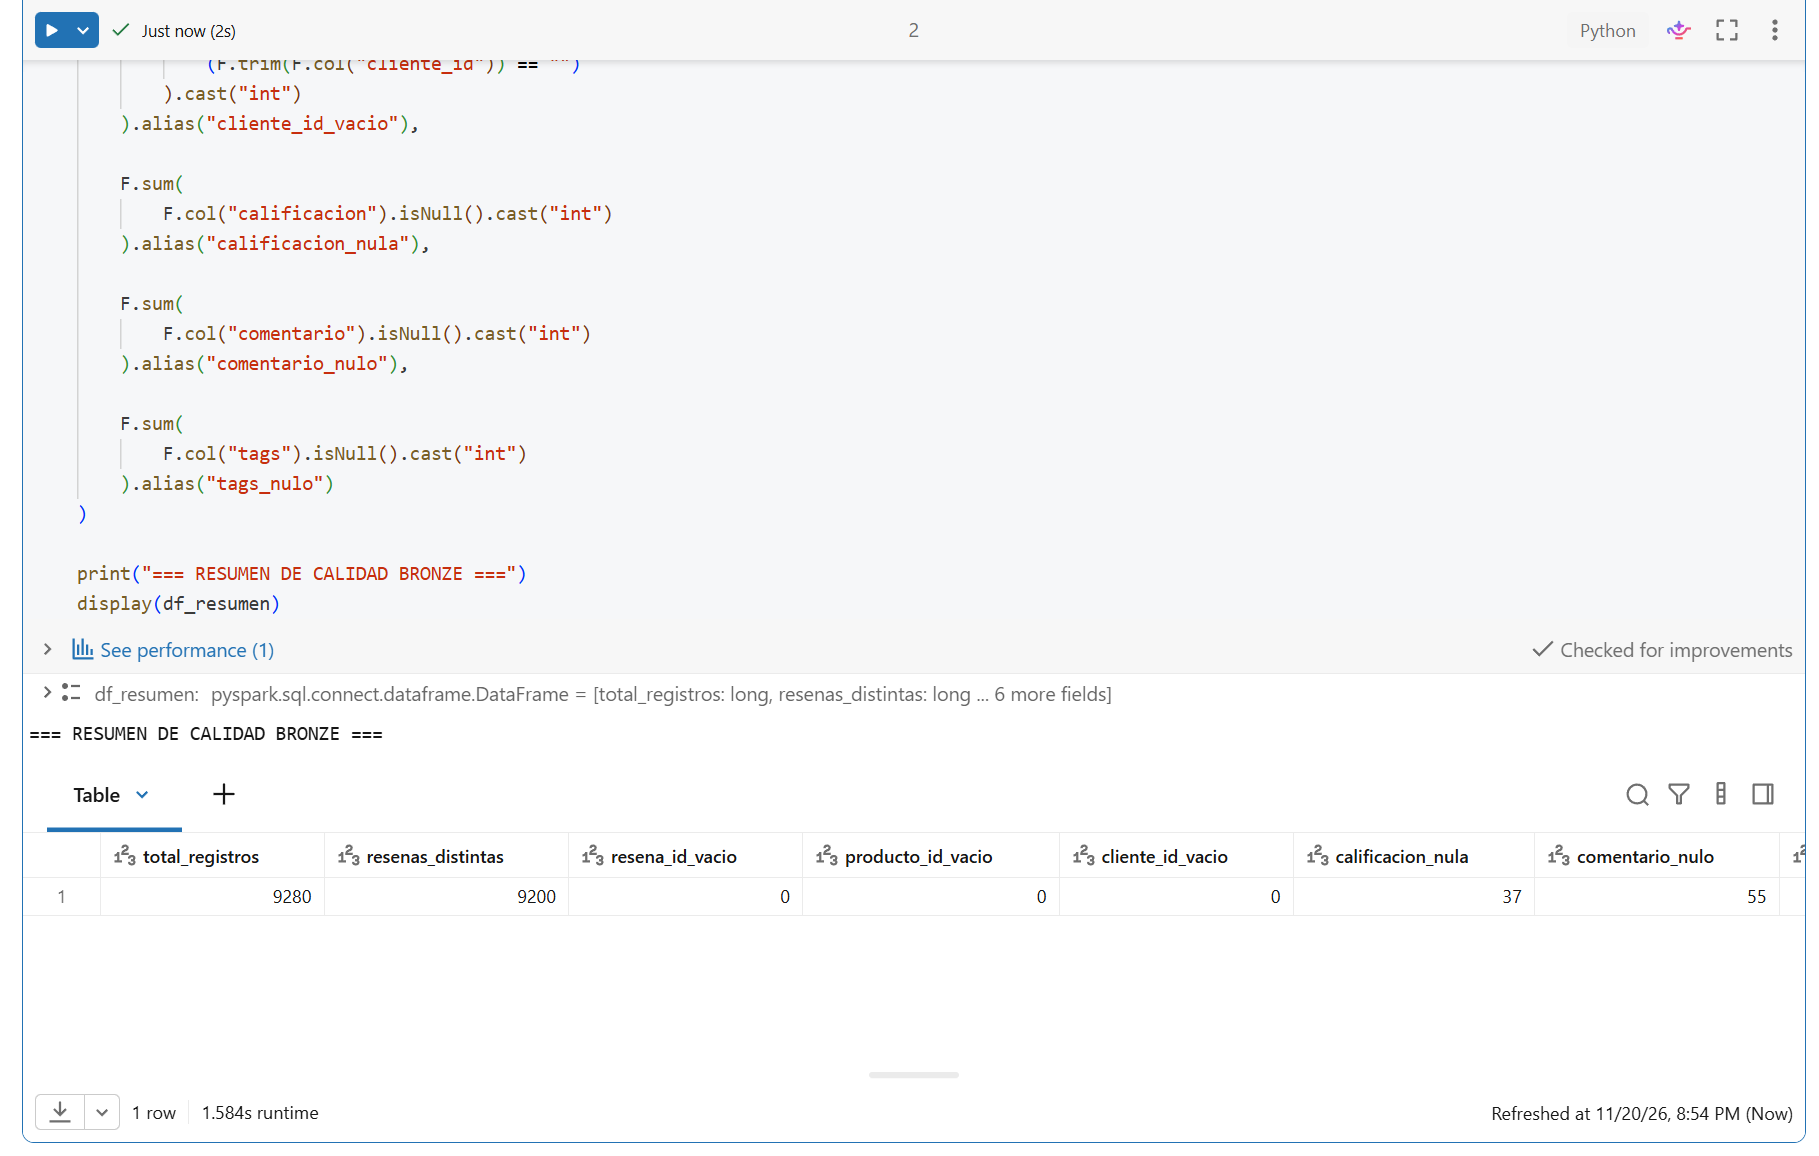 Just now (2s)
2
Python
(F.trim(F.col("cliente_id")) == "")
).cast("int")
).alias("cliente_id_vacio"),
F.sum(
F.col("calificacion").isNull().cast("int")
).alias("calificacion_nula"),
F.sum(
F.col("comentario").isNull().cast("int")
).alias("comentario_nulo"),
F.sum(
F.col("tags").isNull().cast("int")
).alias("tags_nulo")
)
print("=== RESUMEN DE CALIDAD BRONZE ===")
display(df_resumen)
See performance (1)
Checked for improvements
df_resumen: pyspark.sql.connect.dataframe.DataFrame = [total_registros: long, resenas_distintas: long ... 6 more fields]
=== RESUMEN DE CALIDAD BRONZE ===
Table
total_registros resenas_distintas resena_id_vacio producto_id_vacio cliente_id_vacio calificacion_nula comentario_nulo
1 9280 9200 0 0 0 37 55
1 row 1.584s runtime
Refreshed at 11/20/26, 8:54 PM (Now)